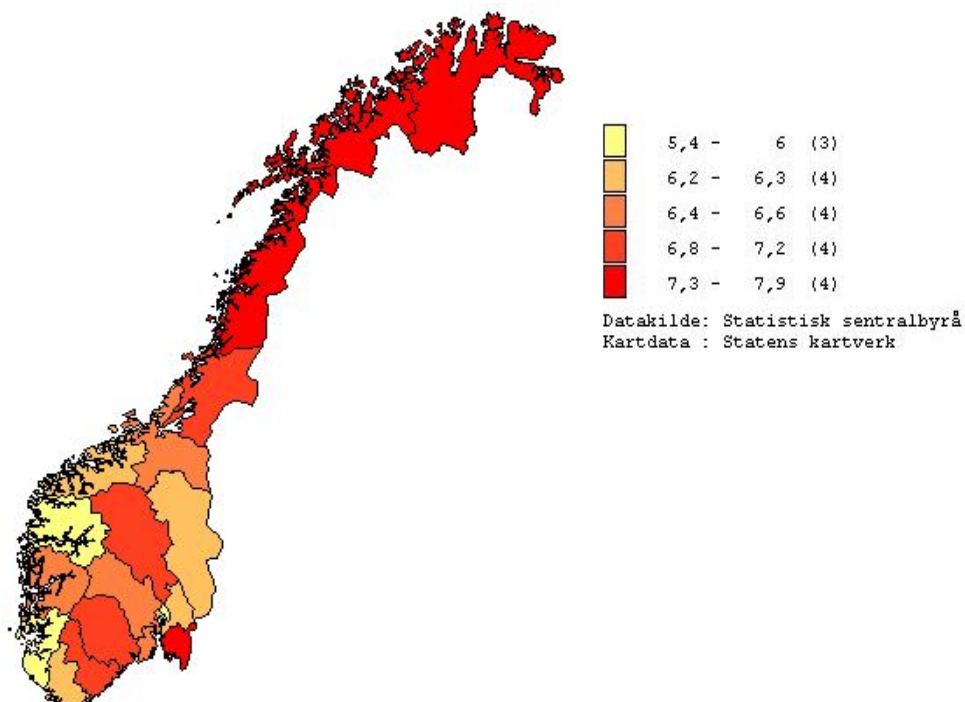 5,4 - 6 (3)
6,2 - 6,3 (4)
6,4 - 6,6 (4)
6,8 - 7,2 (4)
7,3 - 7,9 (4)
Datakilde: Statistisk sentralbyrå
Kartdata : Statens kartverk